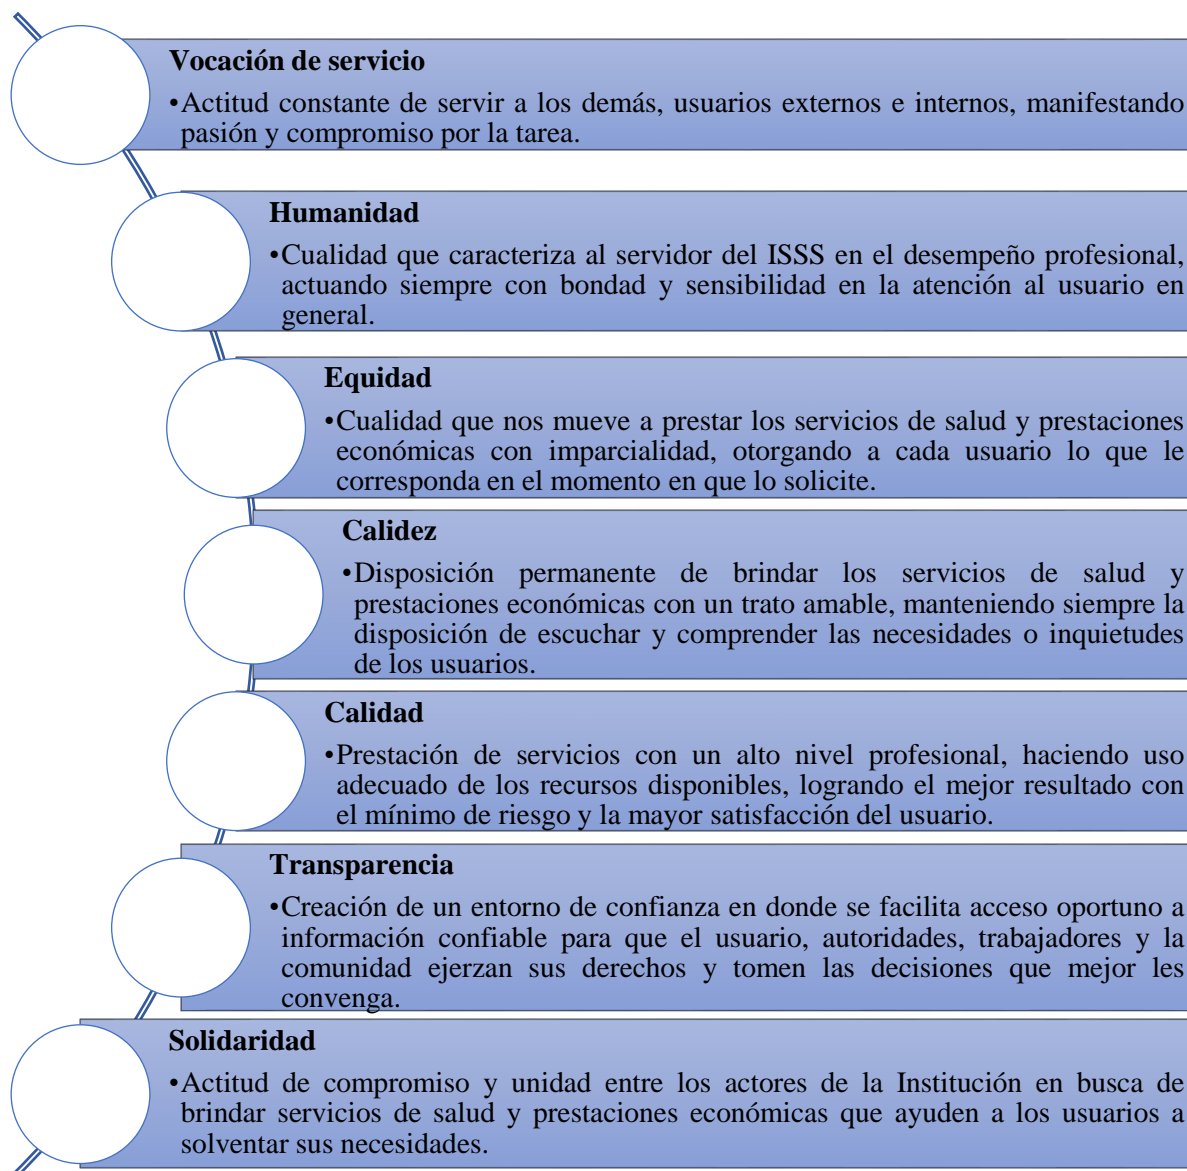 Vocación de servicio
•Actitud constante de servir a los demás, usuarios externos e internos, manifestando
pasión y compromiso por la tarea.
Humanidad
•Cualidad que caracteriza al servidor del ISSS en el desempeño profesional,
actuando siempre con bondad y sensibilidad en la atención al usuario en
general.
Equidad
•Cualidad que nos mueve a prestar los servicios de salud y prestaciones
económicas con imparcialidad, otorgando a cada usuario lo que le
corresponda en el momento en que lo solicite.
Calidez
•Disposición permanente de brindar los servicios de salud y
prestaciones económicas con un trato amable, manteniendo siempre la
disposición de escuchar y comprender las necesidades o inquietudes
de los usuarios.
Calidad
•Prestación de servicios con un alto nivel profesional, haciendo uso
adecuado de los recursos disponibles, logrando el mejor resultado con
el mínimo de riesgo y la mayor satisfacción del usuario.
Transparencia
•Creación de un entorno de confianza en donde se facilita acceso oportuno a
información confiable para que el usuario, autoridades, trabajadores y la
comunidad ejerzan sus derechos y tomen las decisiones que mejor les
convenga.
Solidaridad
•Actitud de compromiso y unidad entre los actores de la Institución en busca de
brindar servicios de salud y prestaciones económicas que ayuden a los usuarios a
solventar sus necesidades.